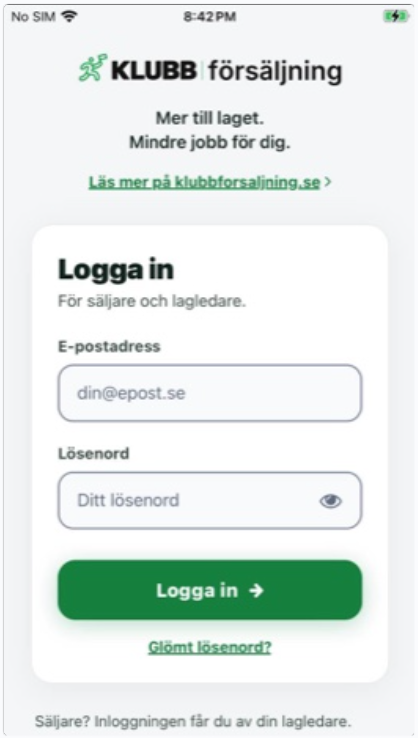 No SIM 8:42 PM
KLUBB försäljning
Mer till laget.
Mindre jobb för dig.
Läs mer på klubbforsaljning.se >
Logga in
För säljare och lagledare.
E-postadress
din@epost.se
Lösenord
Ditt lösenord
Logga in →
Glömt lösenord?
Säljare? Inloggningen får du av din lagledare.